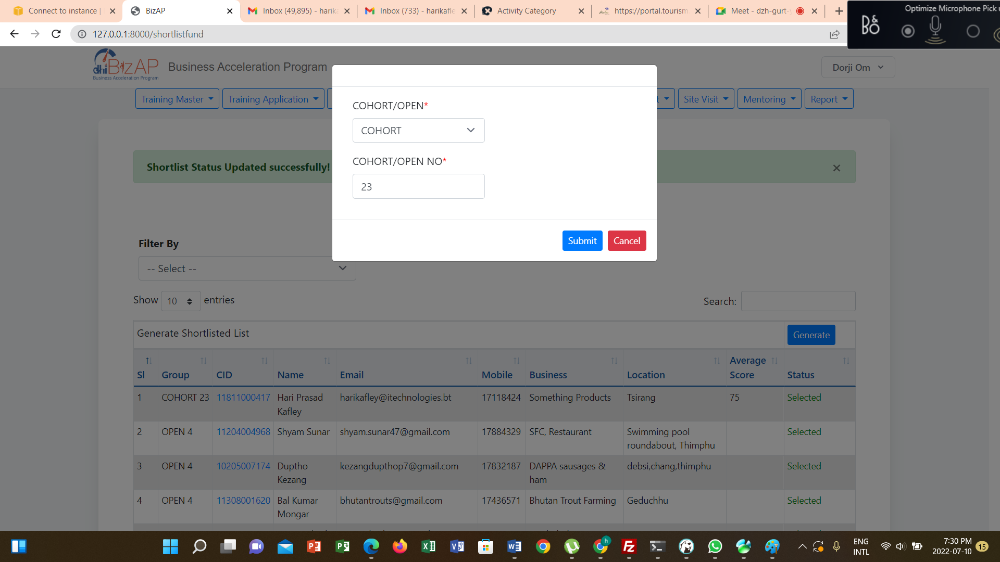 Connect to instance |
BizAP
Inbox (49,895) - harika
Inbox (733) - harikafle
Activity Category
https://portal.tourism.
Meet - dzh-gurt-
Optimize Microphone Pick
B&O
127.0.0.1:8000/shortlistfund
dhi BizAP
Business Acceleration Program
Business Acceleration Program
Dorji Om
Training Master
Training Application
Site Visit
Mentoring
Report
COHORT/OPEN*
COHORT
COHORT/OPEN NO*
23
Submit
Cancel
Shortlist Status Updated successfully!
Filter By
-- Select --
Show 10 entries
Search:
Generate Shortlisted List
Generate
Sl Group CID Name Email Mobile Business Location Average Score Status
1 COHORT 23 11811000417 Hari Prasad Kafley harikafley@itechnologies.bt 17118424 Something Products Tsirang 75 Selected
2 OPEN 4 11204004968 Shyam Sunar shyam.sunar47@gmail.com 17884329 SFC, Restaurant Swimming pool roundabout, Thimphu Selected
3 OPEN 4 10205007174 Duptho Kezang kezangdupthop7@gmail.com 17832187 DAPPA sausages & ham debsi,chang,thimphu Selected
4 OPEN 4 11308001620 Bal Kumar Mongar bhutantrouts@gmail.com 17436571 Bhutan Trout Farming Geduchhu Selected
ENG
INTL
7:30 PM
2022-07-10
15